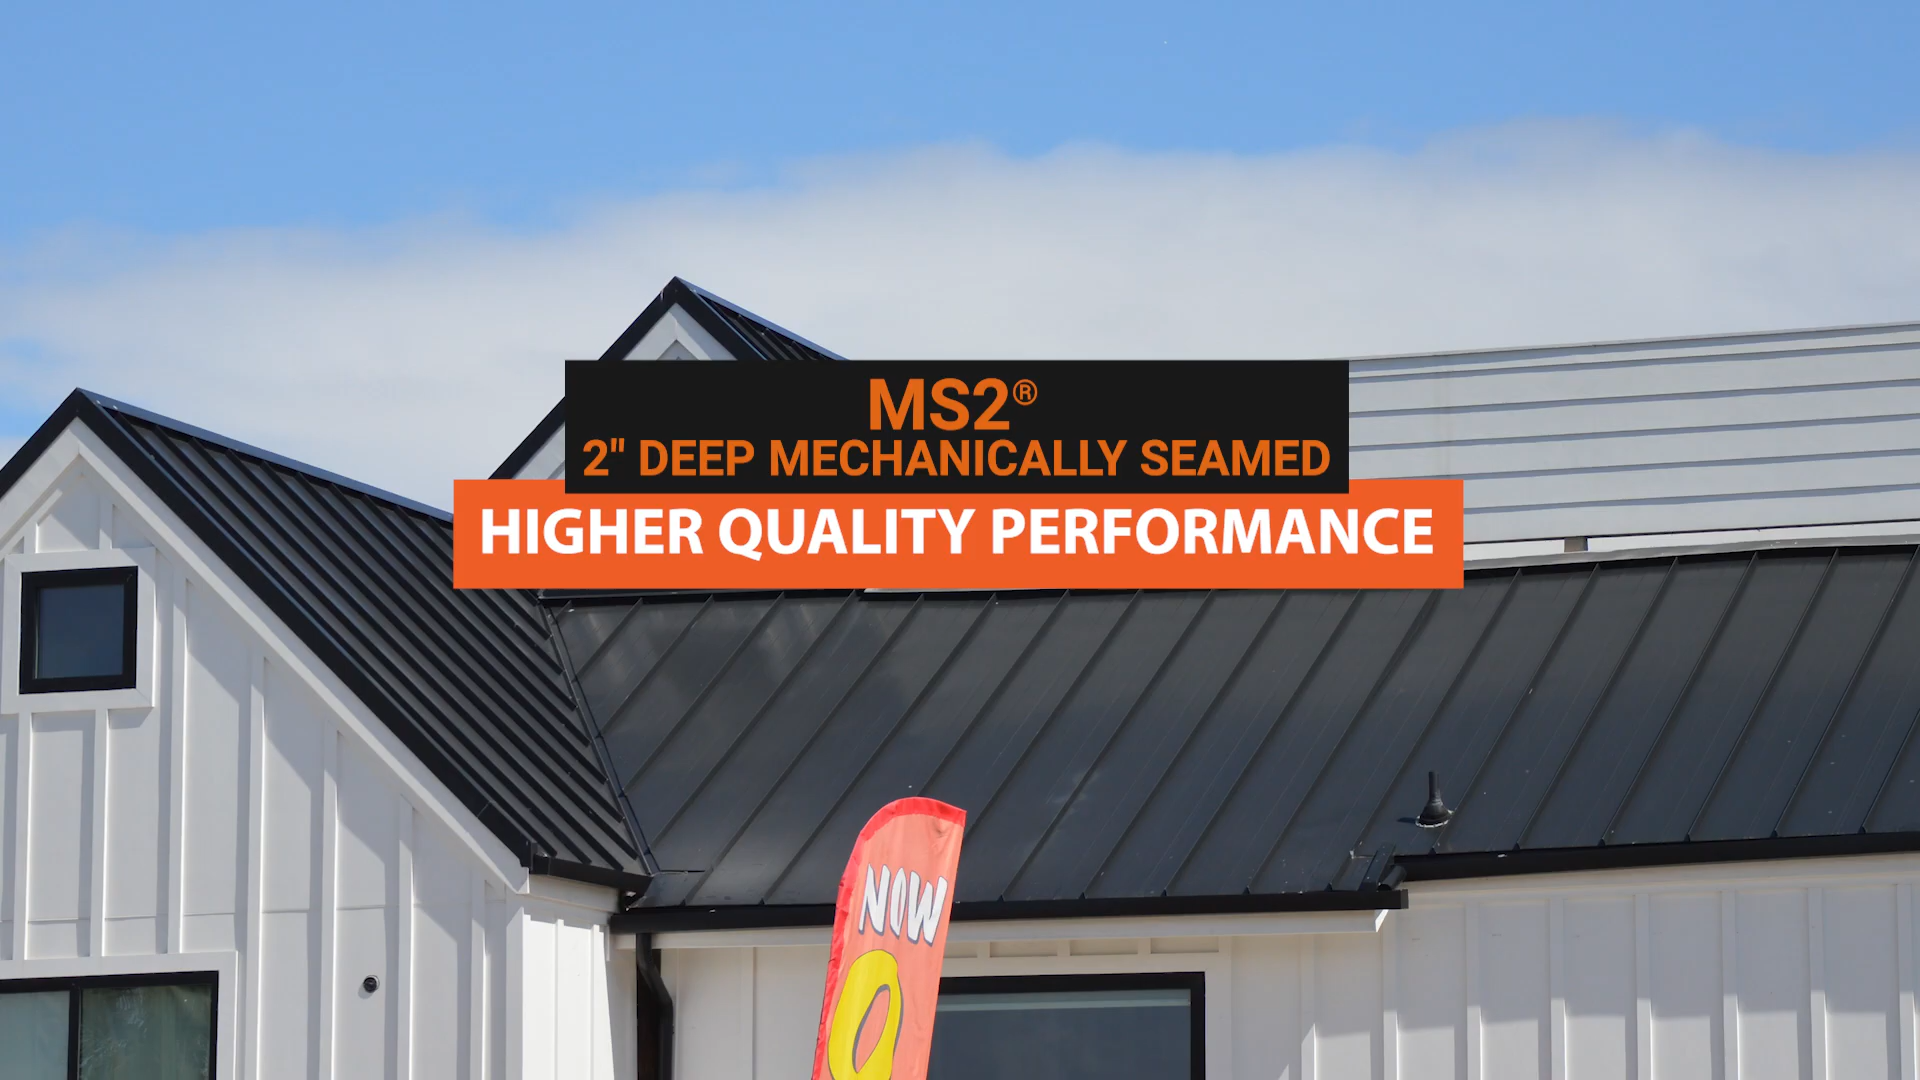 MS2®
2" DEEP MECHANICALLY SEAMED
HIGHER QUALITY PERFORMANCE
NOW
O